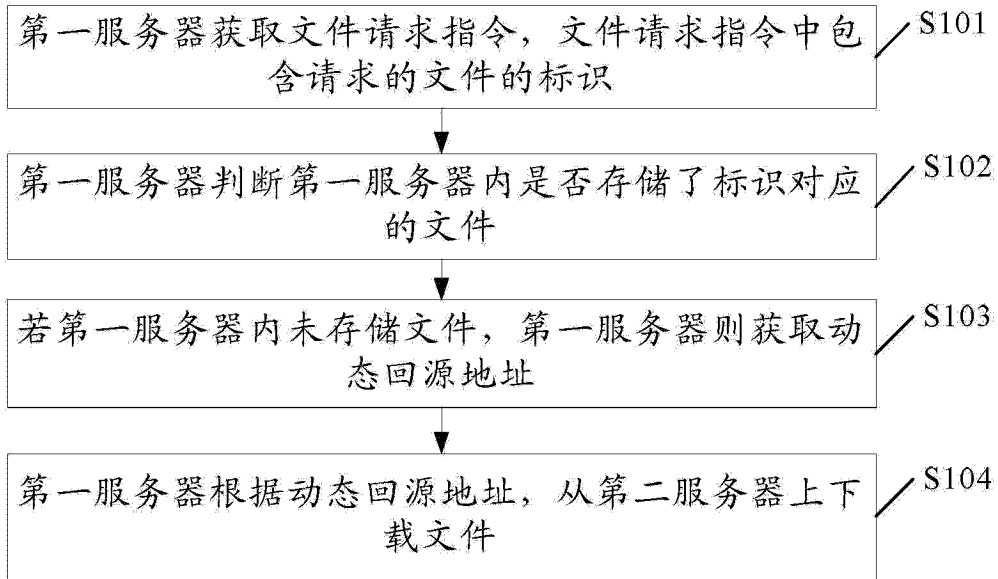 第一服务器获取文件请求指令，文件请求指令中包
含请求的文件的标识
S101
第一服务器判断第一服务器内是否存储了标识对应
的文件
S102
若第一服务器内未存储文件，第一服务器则获取动
态回源地址
S103
第一服务器根据动态回源地址，从第二服务器上下
载文件
S104